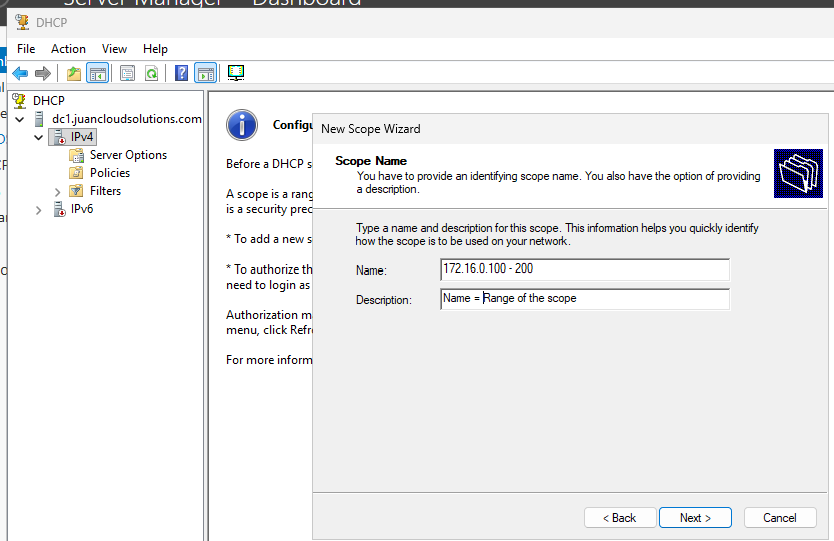 Server Manager Dashboard
DHCP
File Action View Help
DHCP
dc1.juancloudsolutions.com
IPv4
Server Options
Policies
Filters
IPv6
Before a DHCP s
A scope is a rang
is a security prec
* To add a new s
* To authorize th
need to login as
Authorization m
menu, click Refr
For more inform
New Scope Wizard
Scope Name
You have to provide an identifying scope name. You also have the option of providing
a description.
Type a name and description for this scope. This information helps you quickly identify
how the scope is to be used on your network.
Name: 172.16.0.100 - 200
Description: Name = Range of the scope
< Back Next > Cancel